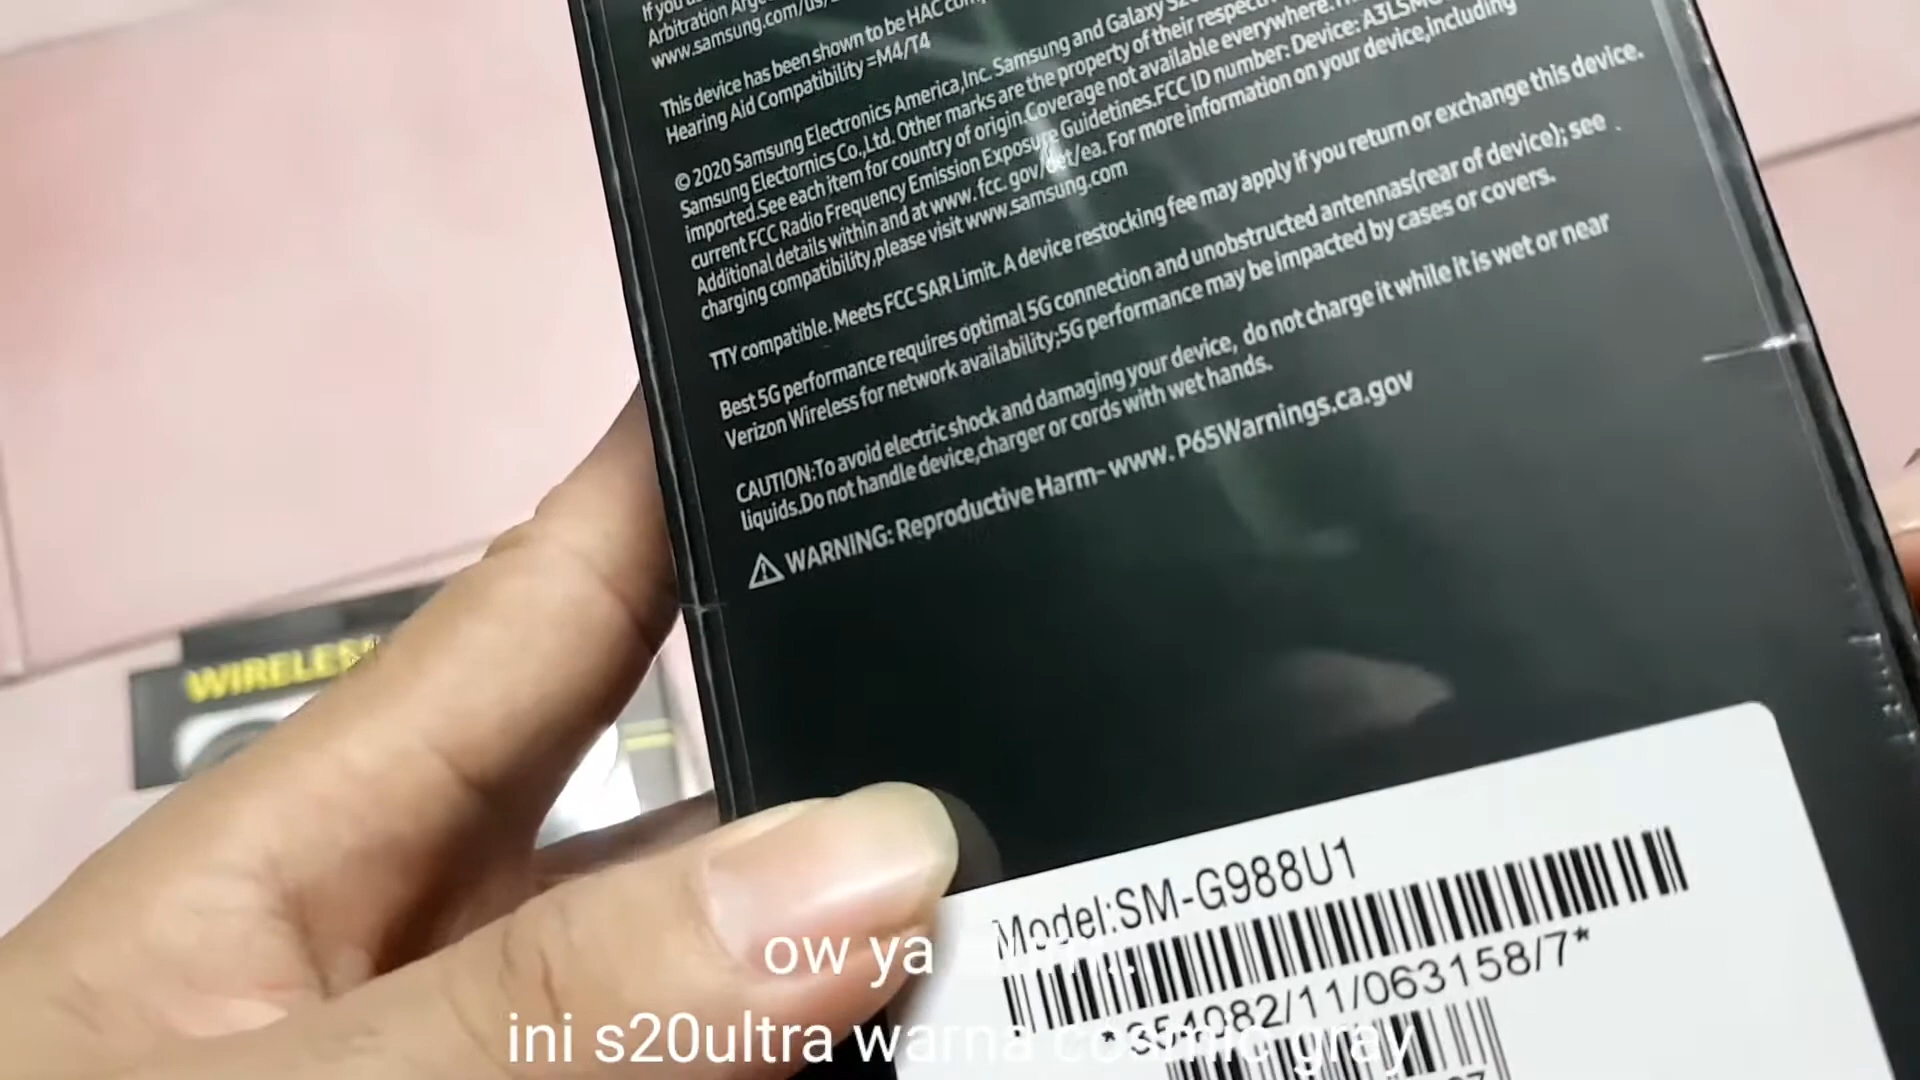 If you
Arbitration
www.samsung.com/us/
This device has been shown to be HAC
Hearing Aid Compatibility =M4/T4
© 2020 Samsung Electronics America,Inc. Samsung and Galaxy
Samsung Electornics Co.,Ltd. Other marks are the property of their
imported.See each item for country of origin.Coverage not available everywhere.
current FCC Radio Frequency Emission Exposure Guidetines.FCC ID number: Device:
Additional details within and at www. fcc. gov/oet/ea. For more information on your device,including
charging compatibility,please visit www.samsung.com
TTY compatible. Meets FCC SAR Limit. A device restocking fee may apply if you return or exchange this device.
Best 5G performance requires optimal 5G connection and unobstructed antennas(rear of device); see
Verizon Wireless for network availability;5G performance may be impacted by cases or covers.
CAUTION:To avoid electric shock and damaging your device, do not charge it while it is wet or near
liquids.Do not handle device,charger or cords with wet hands.
WARNING: Reproductive Harm- www. P65Warnings.ca.gov
WIRELESS
Model:SM-G988U1
*354082/11/063158/7*
ow ya
ini s20ultra warna cosmic gray